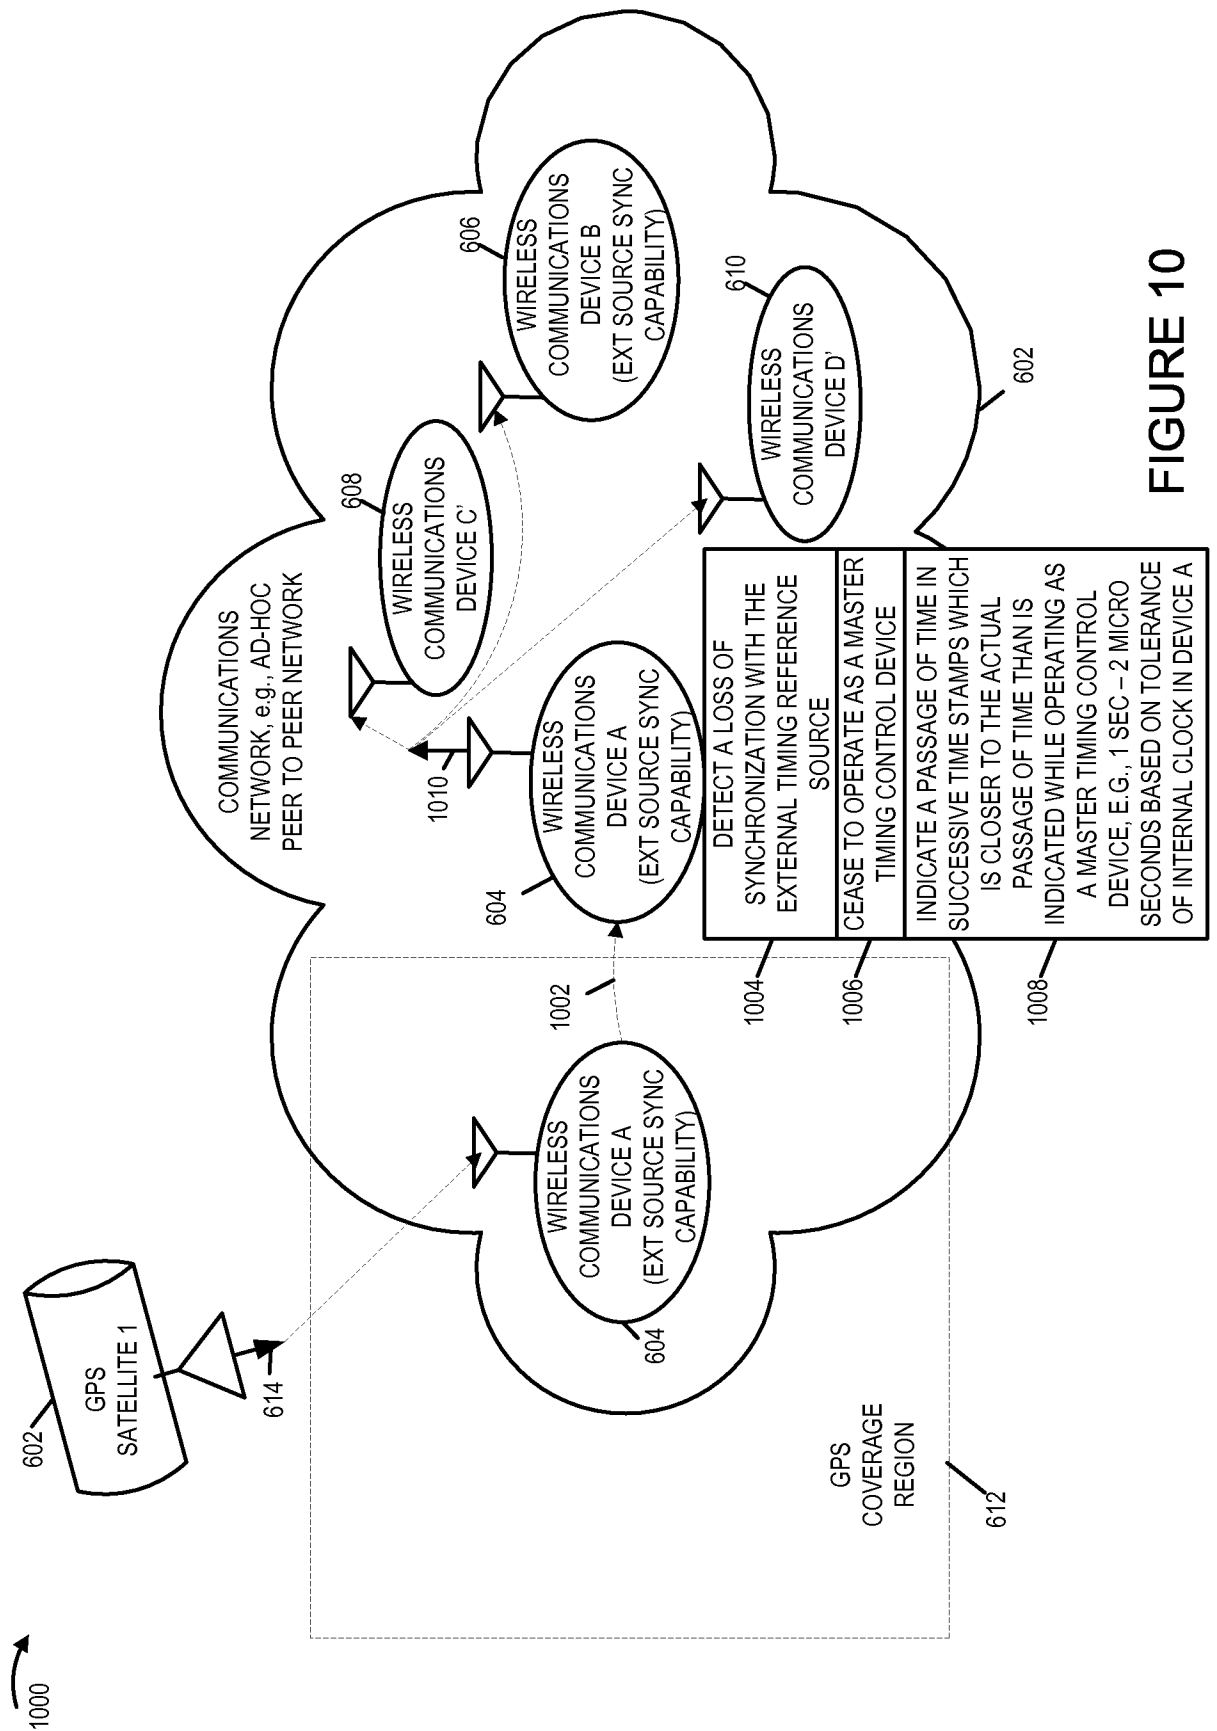 1000
602
GPS
SATELLITE 1
614
COMMUNICATIONS
NETWORK, e.g., AD-HOC
PEER TO PEER NETWORK
608
WIRELESS
COMMUNICATIONS
DEVICE C'
606
WIRELESS
COMMUNICATIONS
DEVICE B
(EXT SOURCE SYNC
CAPABILITY)
1010
604
WIRELESS
COMMUNICATIONS
DEVICE A
(EXT SOURCE SYNC
CAPABILITY)
WIRELESS
COMMUNICATIONS
DEVICE A
(EXT SOURCE SYNC
CAPABILITY)
604
1002
610
WIRELESS
COMMUNICATIONS
DEVICE D'
1004
DETECT A LOSS OF
SYNCHRONIZATION WITH THE
EXTERNAL TIMING REFERENCE
SOURCE
1006
CEASE TO OPERATE AS A MASTER
TIMING CONTROL DEVICE
1008
INDICATE A PASSAGE OF TIME IN
SUCCESSIVE TIME STAMPS WHICH
IS CLOSER TO THE ACTUAL
PASSAGE OF TIME THAN IS
INDICATED WHILE OPERATING AS
A MASTER TIMING CONTROL
DEVICE, E.G., 1 SEC – 2 MICRO
SECONDS BASED ON TOLERANCE
OF INTERNAL CLOCK IN DEVICE A
GPS
COVERAGE
REGION
612
602
FIGURE 10